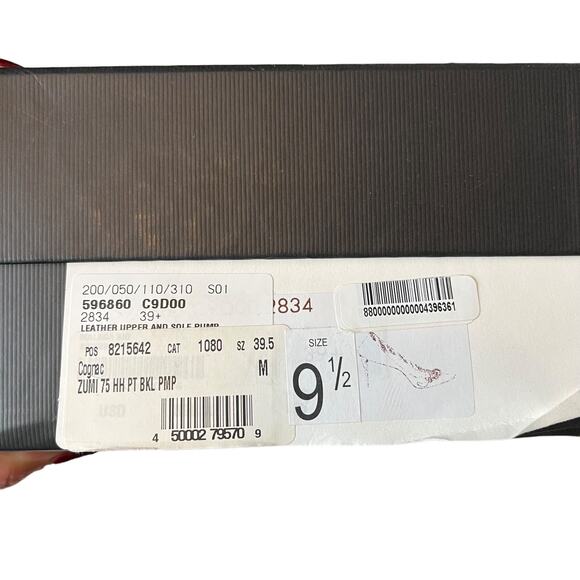 200/050/110/310 S01
596860 C9D00
2834 39+
LEATHER UPPER AND SOLE PUMP
2834
POS 8215642 CAT 1080 SZ 39.5
Cognac M
ZUMI 75 HH PT BKL PMP
USD
4 50002 79570 9
SIZE
9 1/2
8800000000004396361